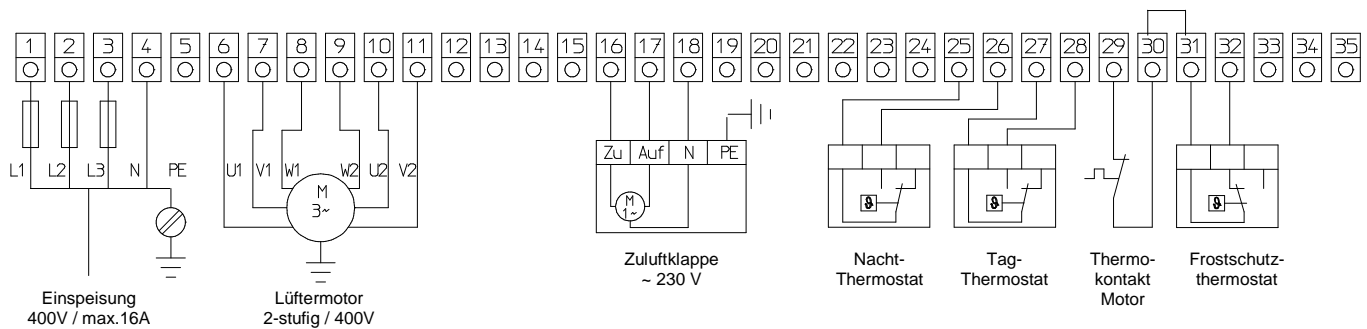 1 2 3 4 5 6 7 8 9 10 11 12 13 14 15 16 17 18 19 20 21 22 23 24 25 26 27 28 29 30 31 32 33 34 35
L1 L2 L3 N PE U1 V1 W1 W2 U2 V2
M
3~
Zu Auf N PE
M
1~
ϑ ϑ ϑ
Einspeisung
400V / max.16A
Lüftermotor
2-stufig / 400V
Zuluftklappe
~ 230 V
Nacht-
Thermostat
Tag-
Thermostat
Thermo-
kontakt
Motor
Frostschutz-
thermostat